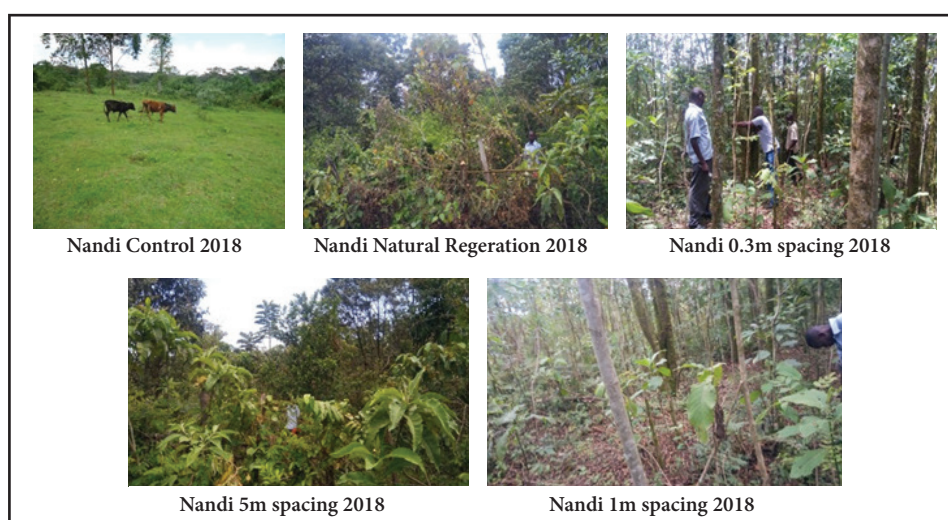 Nandi Control 2018
Nandi Natural Regeration 2018
Nandi 0.3m spacing 2018
Nandi 5m spacing 2018
Nandi 1m spacing 2018